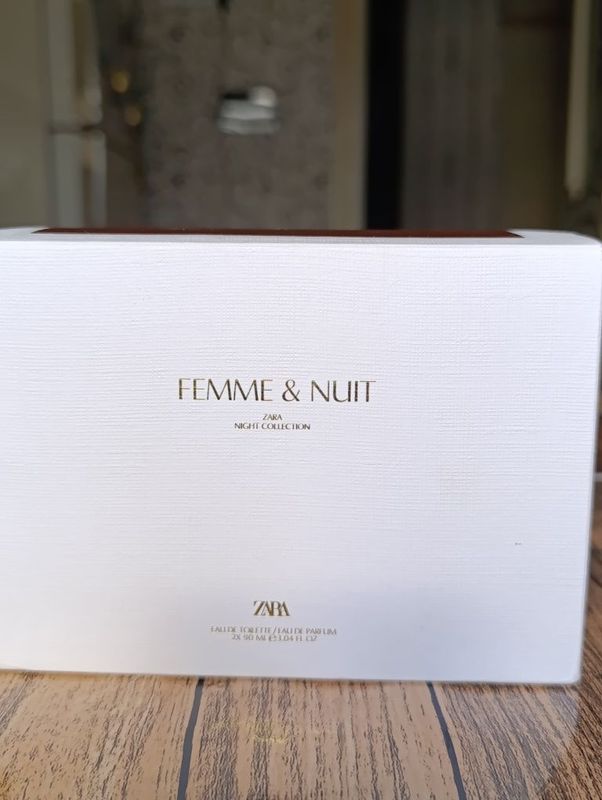 FEMME & NUIT
ZARA
NIGHT COLLECTION
ZARA
EAU DE TOILETTE / EAU DE PARFUM
2X 90 ML ℮ 3.04 FL. OZ